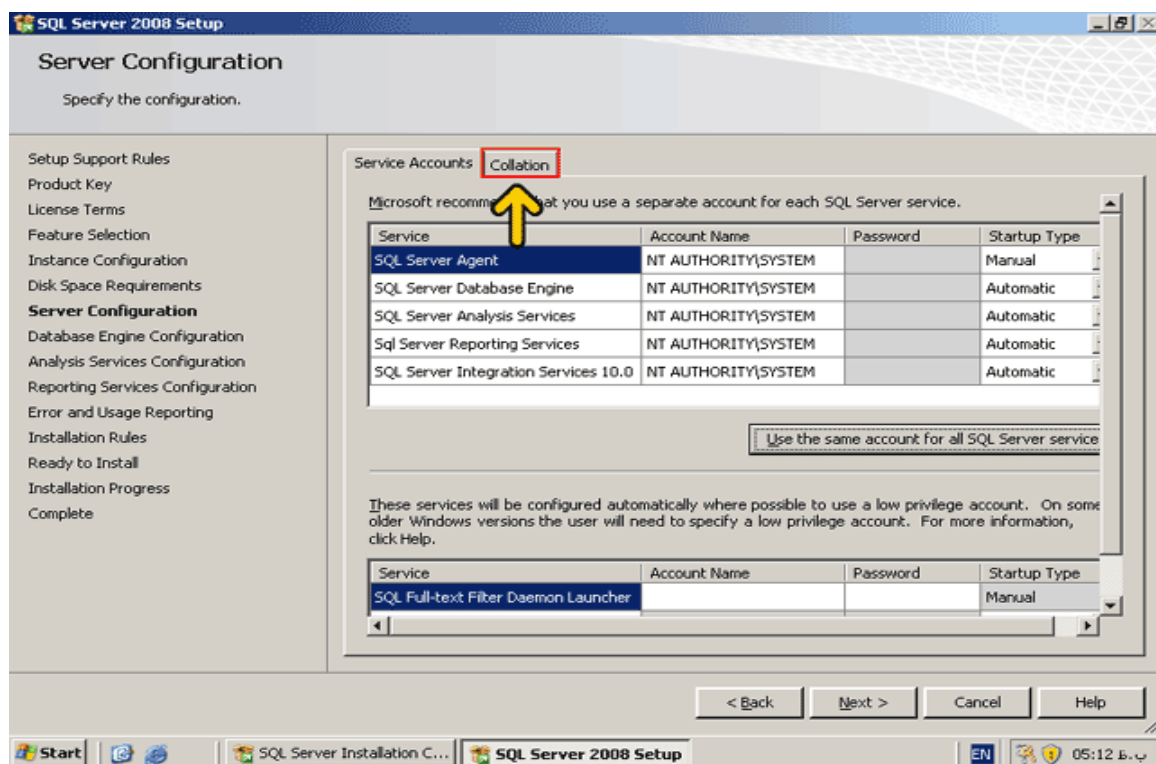 SQL Server 2008 Setup
Server Configuration
Specify the configuration.
Setup Support Rules
Product Key
License Terms
Feature Selection
Instance Configuration
Disk Space Requirements
Server Configuration
Database Engine Configuration
Analysis Services Configuration
Reporting Services Configuration
Error and Usage Reporting
Installation Rules
Ready to Install
Installation Progress
Complete
Service Accounts Collation
Microsoft recomme hat you use a separate account for each SQL Server service.
Service Account Name Password Startup Type
SQL Server Agent NT AUTHORITY\SYSTEM Manual
SQL Server Database Engine NT AUTHORITY\SYSTEM Automatic
SQL Server Analysis Services NT AUTHORITY\SYSTEM Automatic
Sql Server Reporting Services NT AUTHORITY\SYSTEM Automatic
SQL Server Integration Services 10.0 NT AUTHORITY\SYSTEM Automatic
Use the same account for all SQL Server service
These services will be configured automatically where possible to use a low privilege account. On some
older Windows versions the user will need to specify a low privilege account. For more information,
click Help.
Service Account Name Password Startup Type
SQL Full-text Filter Daemon Launcher Manual
< Back Next > Cancel Help
Start SQL Server Installation C... SQL Server 2008 Setup EN 05:12 ب.ظ